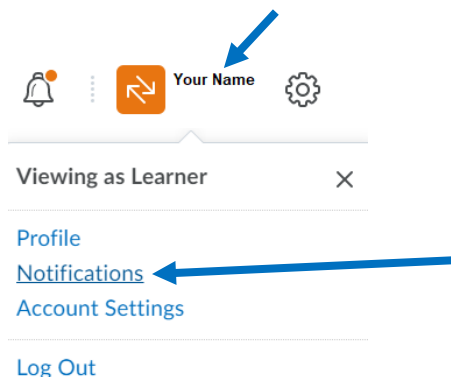 Your Name
Viewing as Learner
Profile
Notifications
Account Settings
Log Out